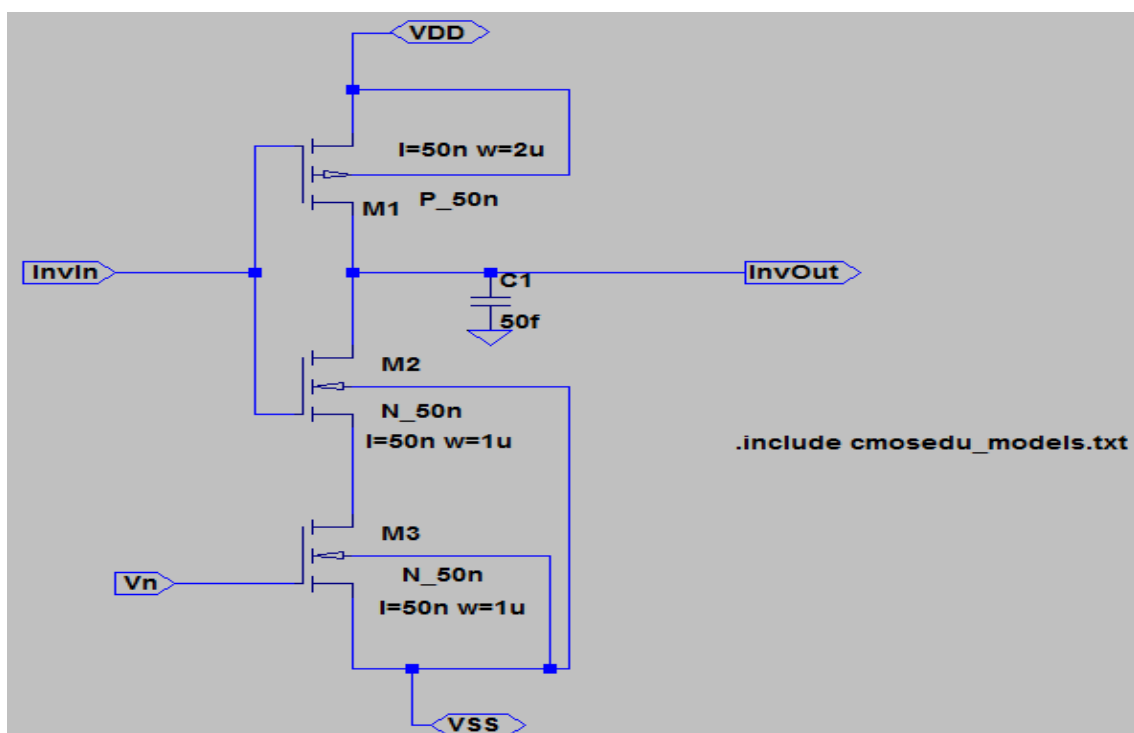 VDD
l=50n w=2u
P_50n
M1
InvIn
InvOut
C1
50f
M2
N_50n
l=50n w=1u
.include cmosedu_models.txt
M3
Vn
N_50n
l=50n w=1u
VSS